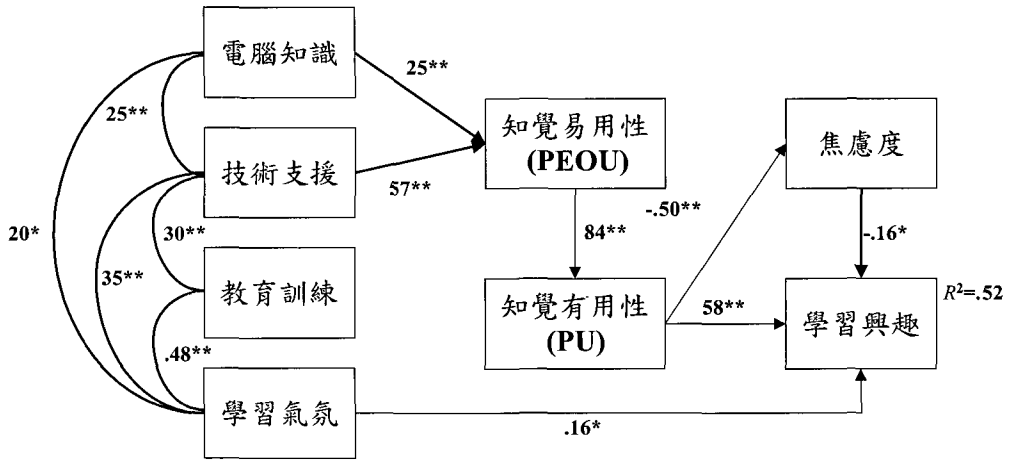 電腦知識
25**
25**
知覺易用性
(PEOU)
焦慮度
技術支援
57**
-.50**
20*
30**
84**
-.16*
35**
教育訓練
知覺有用性
(PU)
58**
學習興趣
R²=.52
.48**
學習氣氛
.16*